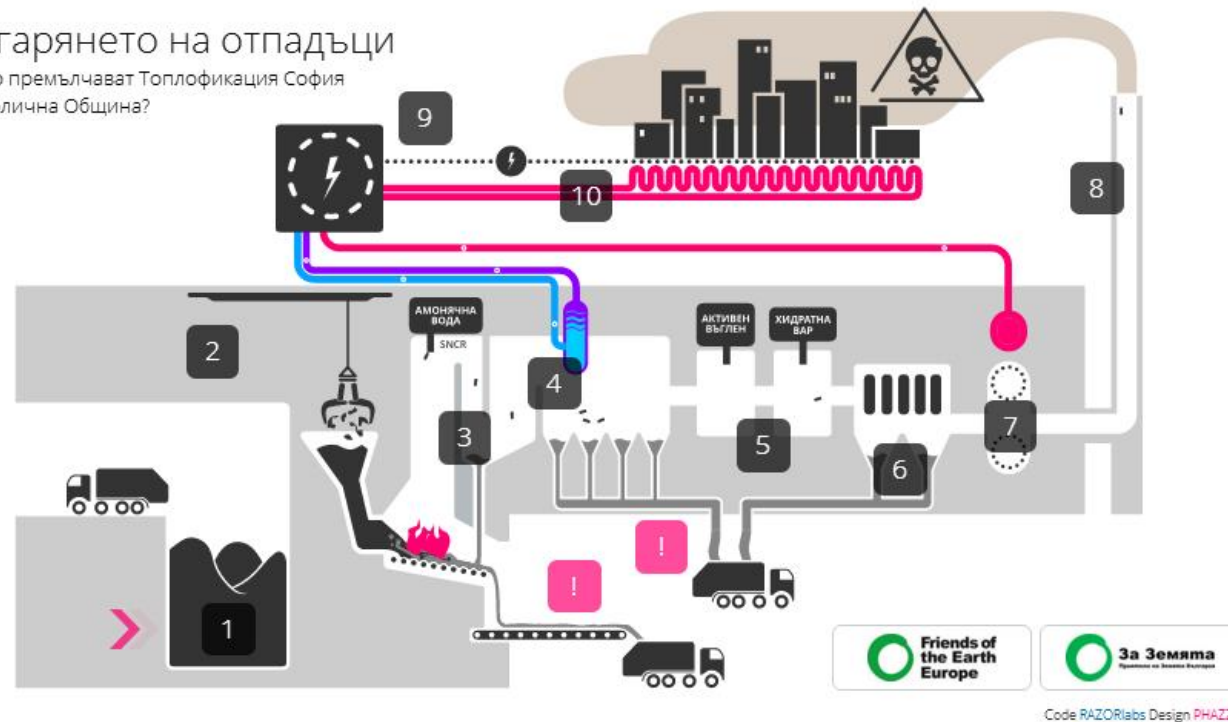 гарянето на отпадъци
премълчават Топлофикация София
лична Община?
9
10
8
АМОНЯЧНА
ВОДА
SNCR
АКТИВЕН
ВЪГЛЕН
ХИДРАТНА
ВАР
2
4
3
5
7
6
!
!
1
Friends of
the Earth
Europe
За Земята
Code RAZORlabs Design PHAZ